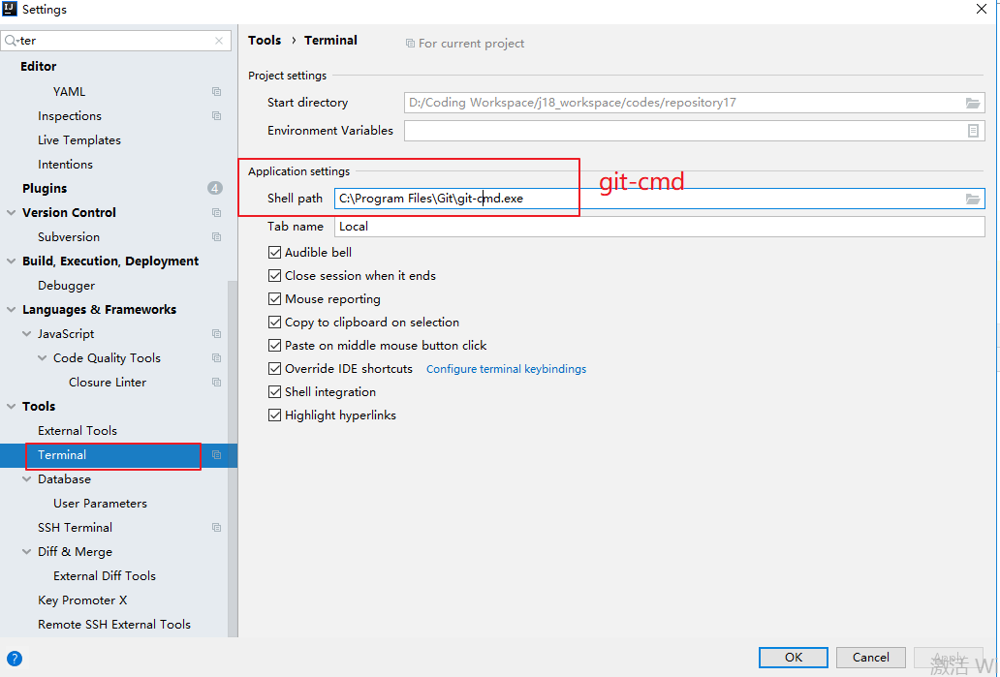 Settings
ter
Editor
YAML
Inspections
Live Templates
Intentions
Plugins
4
Version Control
Subversion
Build, Execution, Deployment
Debugger
Languages & Frameworks
JavaScript
Code Quality Tools
Closure Linter
Tools
External Tools
Terminal
Database
User Parameters
SSH Terminal
Diff & Merge
External Diff Tools
Key Promoter X
Remote SSH External Tools
?
Tools › Terminal
For current project
Project settings
Start directory
D:/Coding Workspace/j18_workspace/codes/repository17
Environment Variables
Application settings
git-cmd
Shell path
C:\Program Files\Git\git-cmd.exe
Tab name
Local
Audible bell
Close session when it ends
Mouse reporting
Copy to clipboard on selection
Paste on middle mouse button click
Override IDE shortcuts
Configure terminal keybindings
Shell integration
Highlight hyperlinks
OK
Cancel
Apply
激活 W